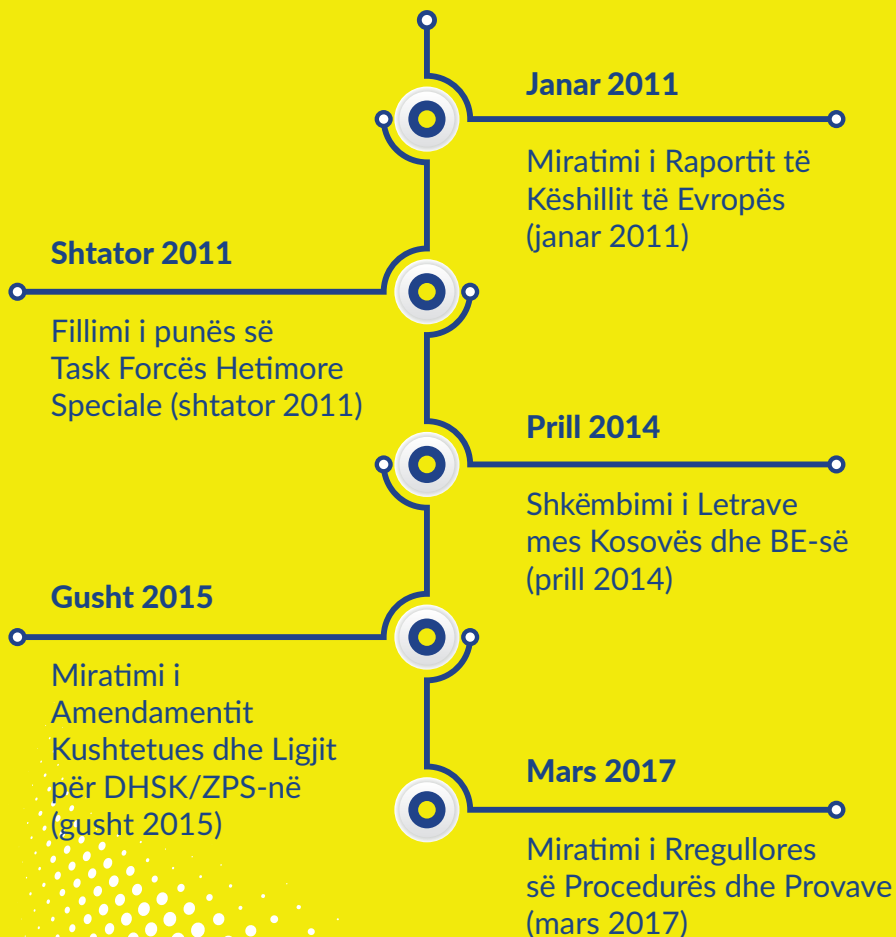 Janar 2011
Miratimi i Raportit të
Këshillit të Evropës
(janar 2011)
Shtator 2011
Fillimi i punës së
Task Forcës Hetimore
Speciale (shtator 2011)
Prill 2014
Shkëmbimi i Letrave
mes Kosovës dhe BE-së
(prill 2014)
Gusht 2015
Miratimi i
Amendamentit
Kushtetues dhe Ligjit
për DHSK/ZPS-në
(gusht 2015)
Mars 2017
Miratimi i Rregullores
së Procedurës dhe Provave
(mars 2017)